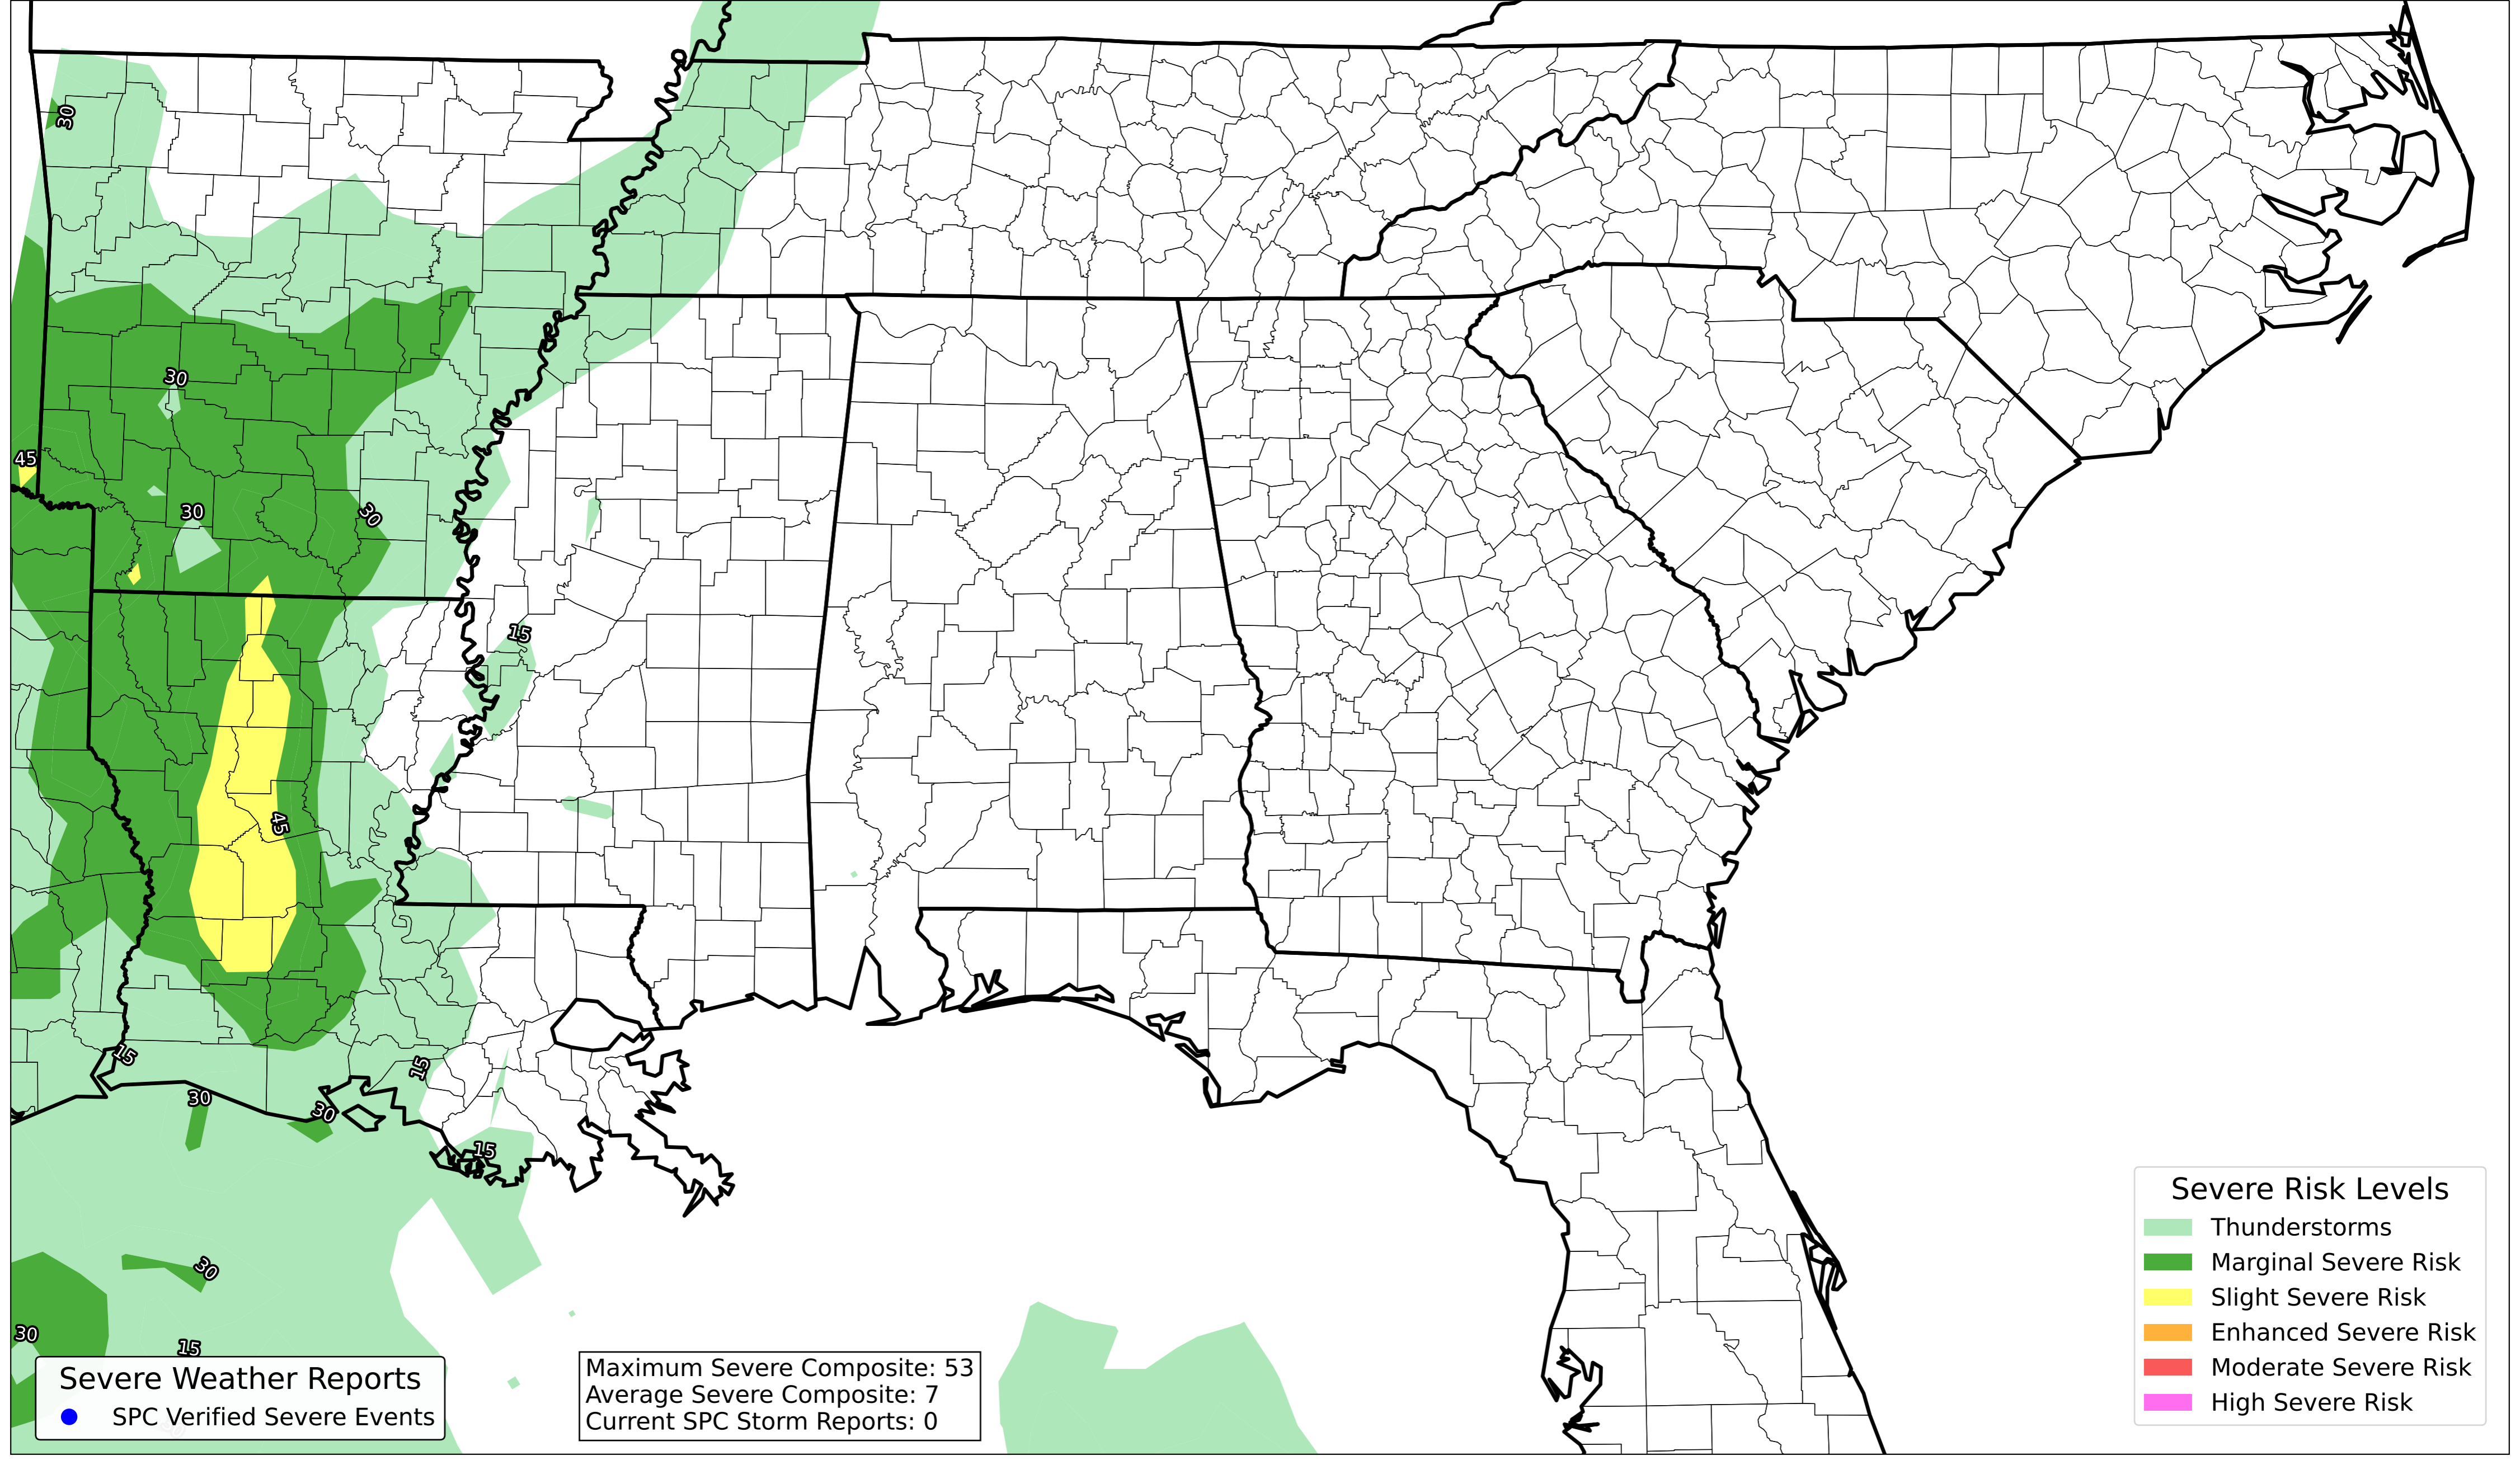 30
30
45
30
30
15
45
15
15
30
30
15
30
30
15
Severe Weather Reports
SPC Verified Severe Events
Maximum Severe Composite: 53
Average Severe Composite: 7
Current SPC Storm Reports: 0
Severe Risk Levels
Thunderstorms
Marginal Severe Risk
Slight Severe Risk
Enhanced Severe Risk
Moderate Severe Risk
High Severe Risk